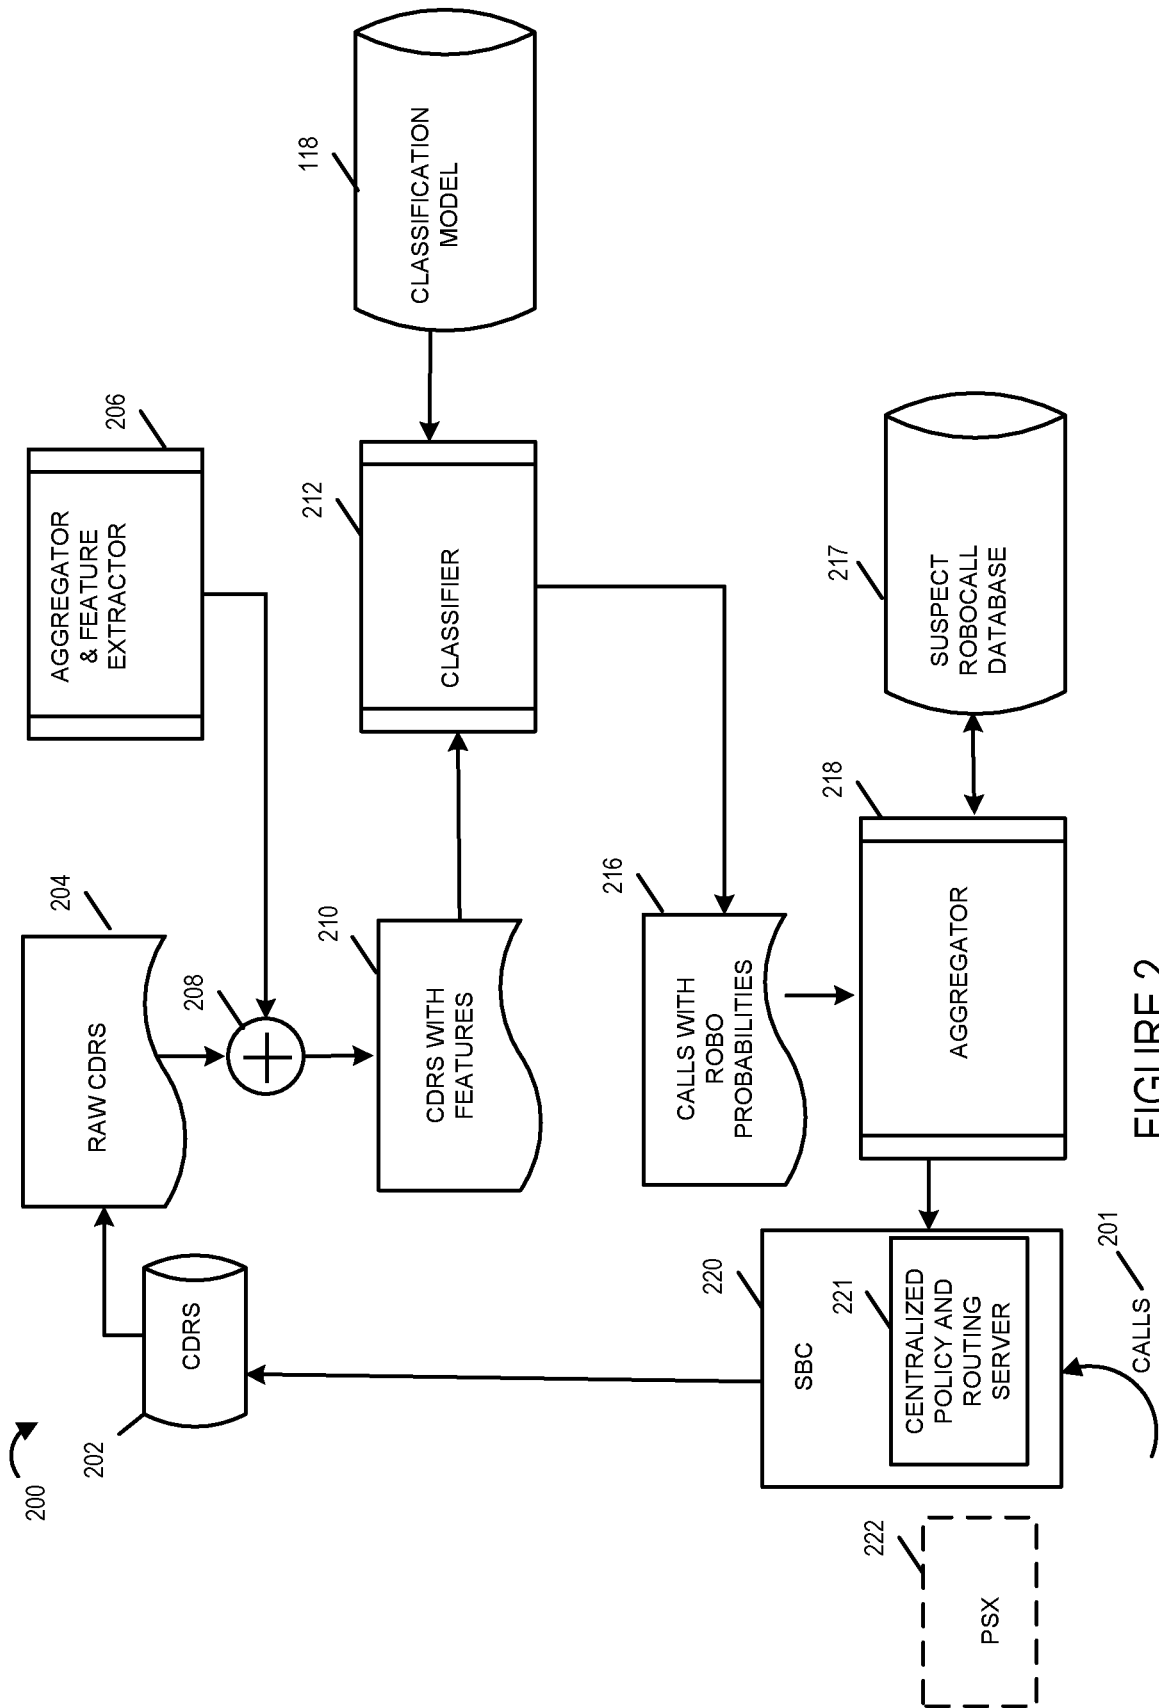 200
202
CDRS
RAW CDRS
204
AGGREGATOR
& FEATURE
EXTRACTOR
206
208
CDRS WITH
FEATURES
210
CLASSIFIER
212
CLASSIFICATION
MODEL
118
CALLS WITH
ROBO
PROBABILITIES
216
PSX
222
SBC
220
CENTRALIZED
POLICY AND
ROUTING
SERVER
221
CALLS
201
AGGREGATOR
218
SUSPECT
ROBOCALL
DATABASE
217
FIGURE 2